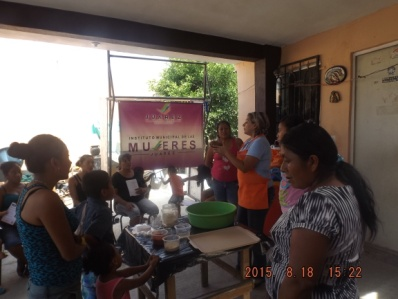 INSTITUTO MUNICIPAL DE LAS
MUJERES
2015 8 18 15:22